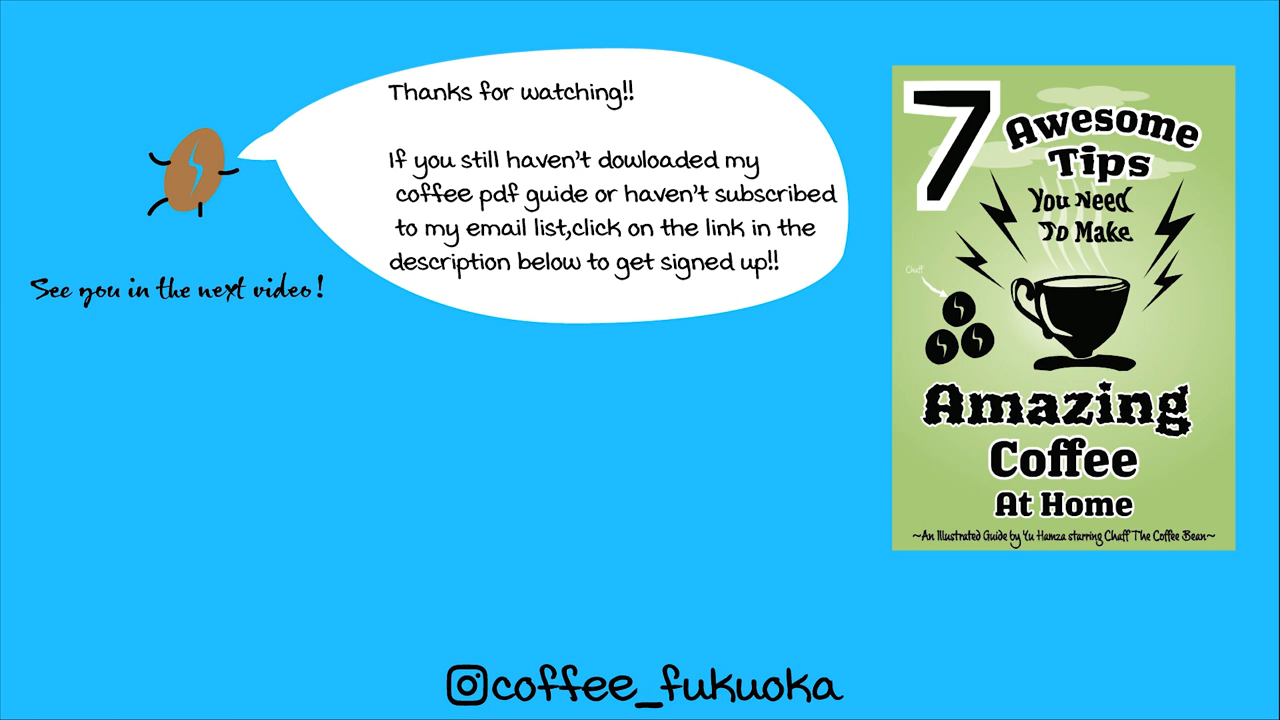 Thanks for watching!!
If you still haven't dowloaded my
coffee pdf guide or haven't subscribed
to my email list,click on the link in the
description below to get signed up!!
See you in the next video!
7
Awesome
Tips
You Need
To Make
Chaff
Amazing
Coffee
At Home
~An Illustrated Guide by Yu Hamza starring Chaff The Coffee Bean~
@coffee_fukuoka